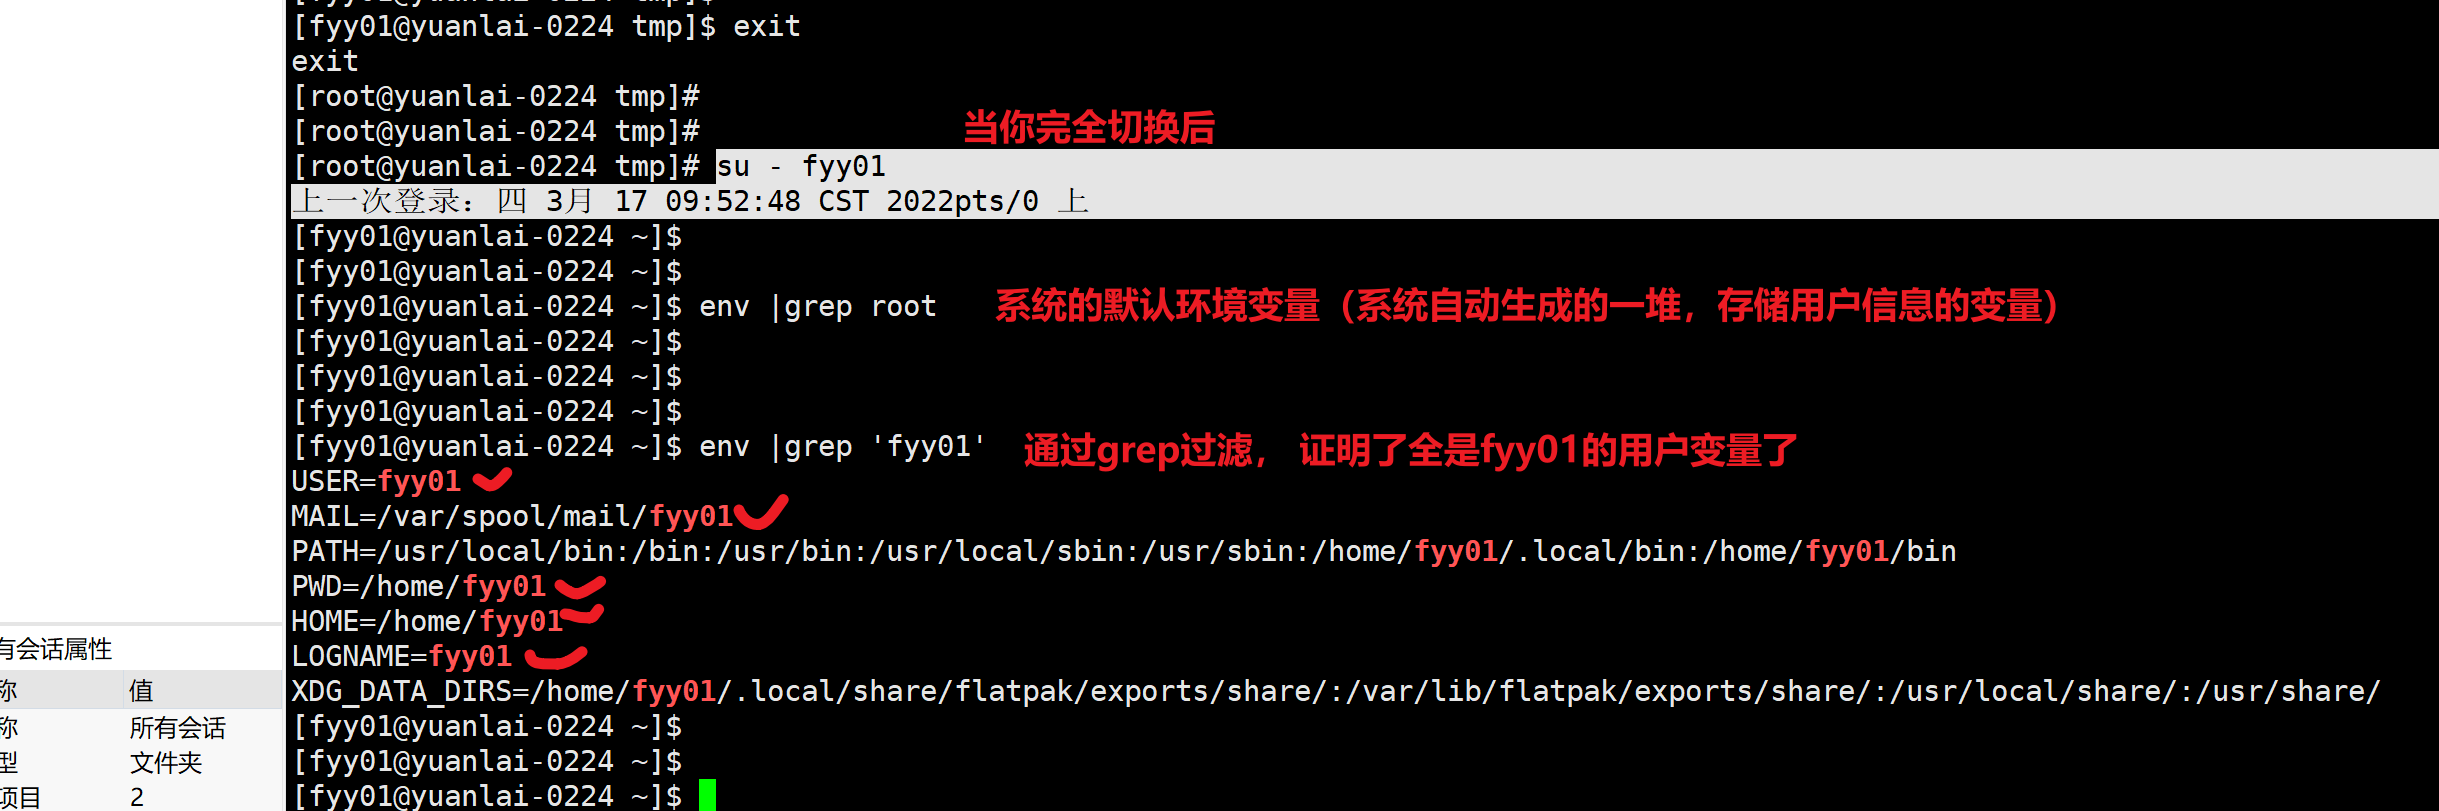 [fyy01@yuanlai-0224 tmp]$
[fyy01@yuanlai-0224 tmp]$ exit
exit
[root@yuanlai-0224 tmp]#
当你完全切换后
[root@yuanlai-0224 tmp]#
[root@yuanlai-0224 tmp]# su - fyy01
上一次登录：四 3月 17 09:52:48 CST 2022pts/0 上
[fyy01@yuanlai-0224 ~]$
[fyy01@yuanlai-0224 ~]$
[fyy01@yuanlai-0224 ~]$ env |grep root 系统的默认环境变量（系统自动生成的一堆，存储用户信息的变量）
[fyy01@yuanlai-0224 ~]$
[fyy01@yuanlai-0224 ~]$
[fyy01@yuanlai-0224 ~]$
[fyy01@yuanlai-0224 ~]$ env |grep 'fyy01' 通过grep过滤， 证明了全是fyy01的用户变量了
USER=fyy01
MAIL=/var/spool/mail/fyy01
PATH=/usr/local/bin:/bin:/usr/bin:/usr/local/sbin:/usr/sbin:/home/fyy01/.local/bin:/home/fyy01/bin
PWD=/home/fyy01
HOME=/home/fyy01
LOGNAME=fyy01
XDG_DATA_DIRS=/home/fyy01/.local/share/flatpak/exports/share/:/var/lib/flatpak/exports/share/:/usr/local/share/:/usr/share/
[fyy01@yuanlai-0224 ~]$
[fyy01@yuanlai-0224 ~]$
[fyy01@yuanlai-0224 ~]$
有会话属性
称 值
称 所有会话
型 文件夹
项目 2